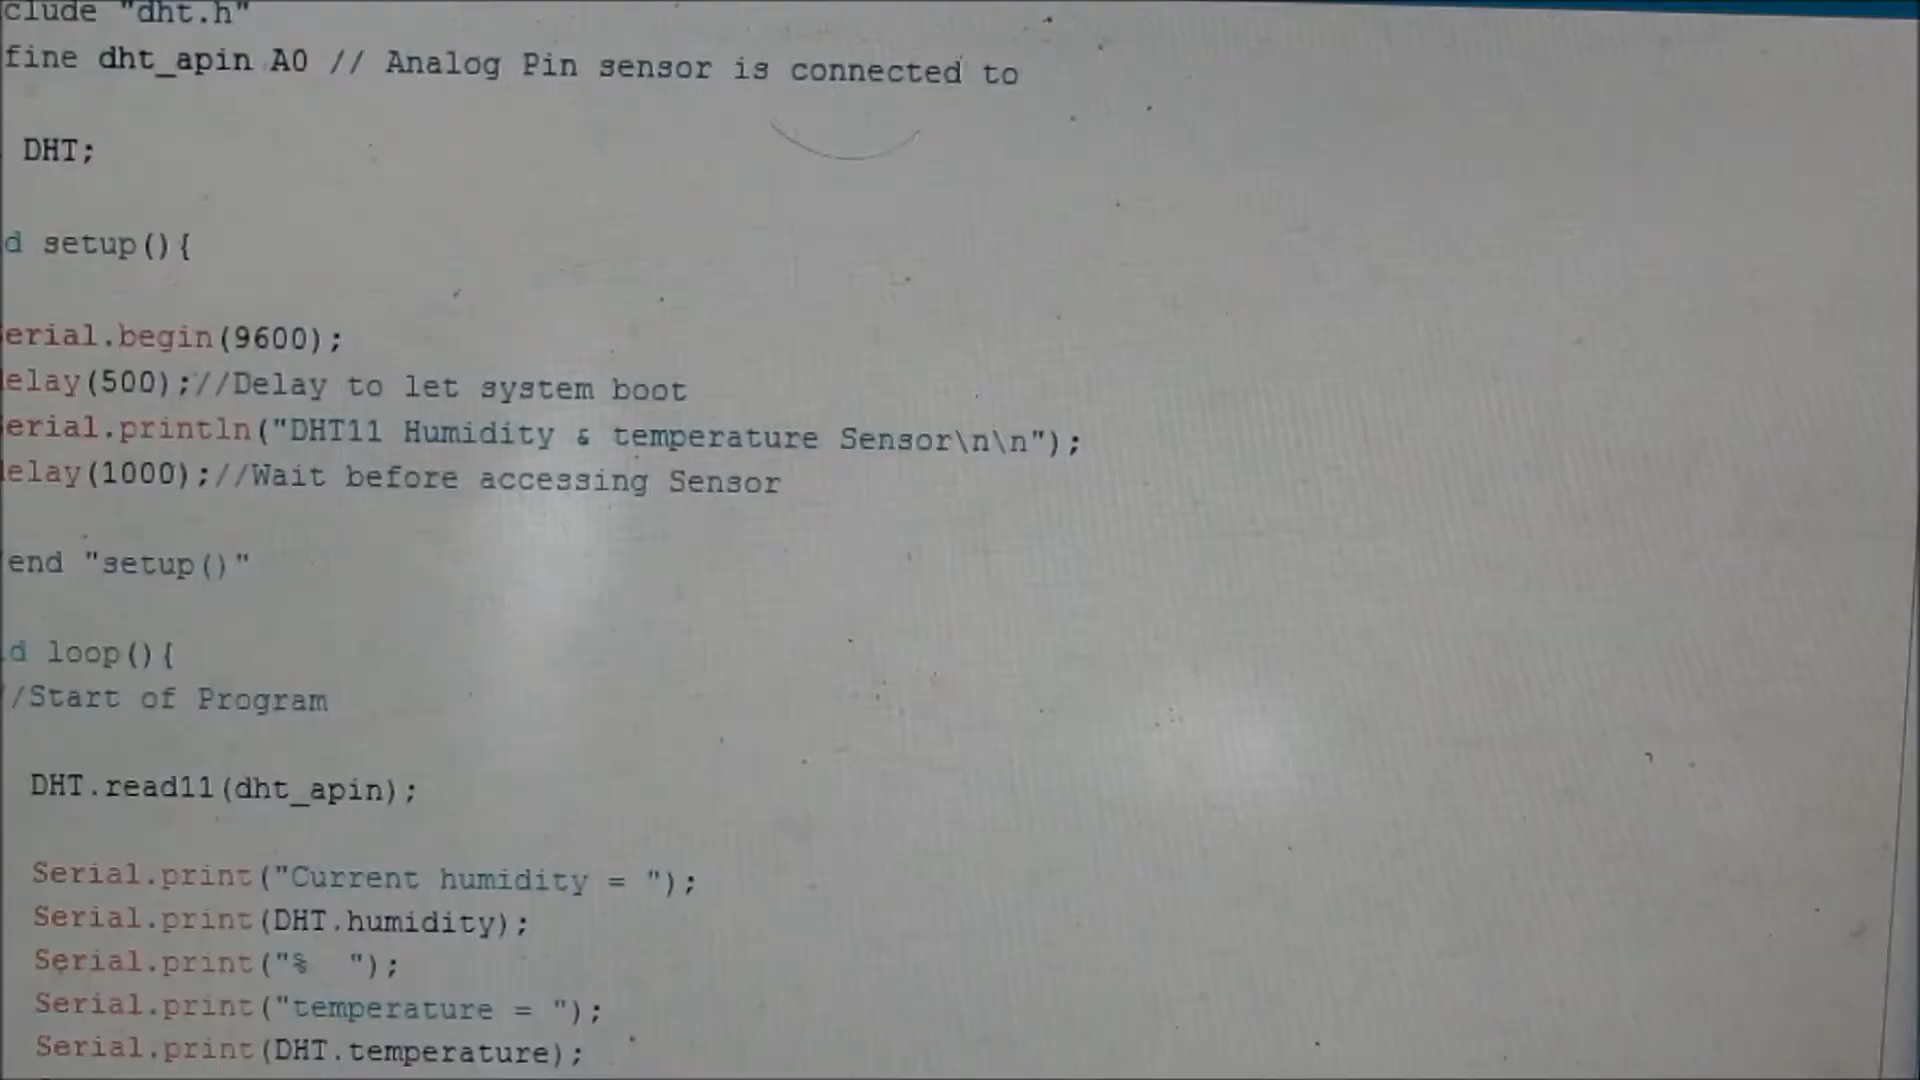 clude "dht.h"
fine dht_apin A0 // Analog Pin sensor is connected to
DHT;
d setup(){
erial.begin(9600);
elay(500);//Delay to let system boot
erial.println("DHT11 Humidity & temperature Sensor\n\n");
elay(1000);//Wait before accessing Sensor
end "setup()"
d loop(){
/Start of Program
DHT.read11(dht_apin);
Serial.print("Current humidity = ");
Serial.print(DHT.humidity);
Serial.print("%  ");
Serial.print("temperature = ");
Serial.print(DHT.temperature);